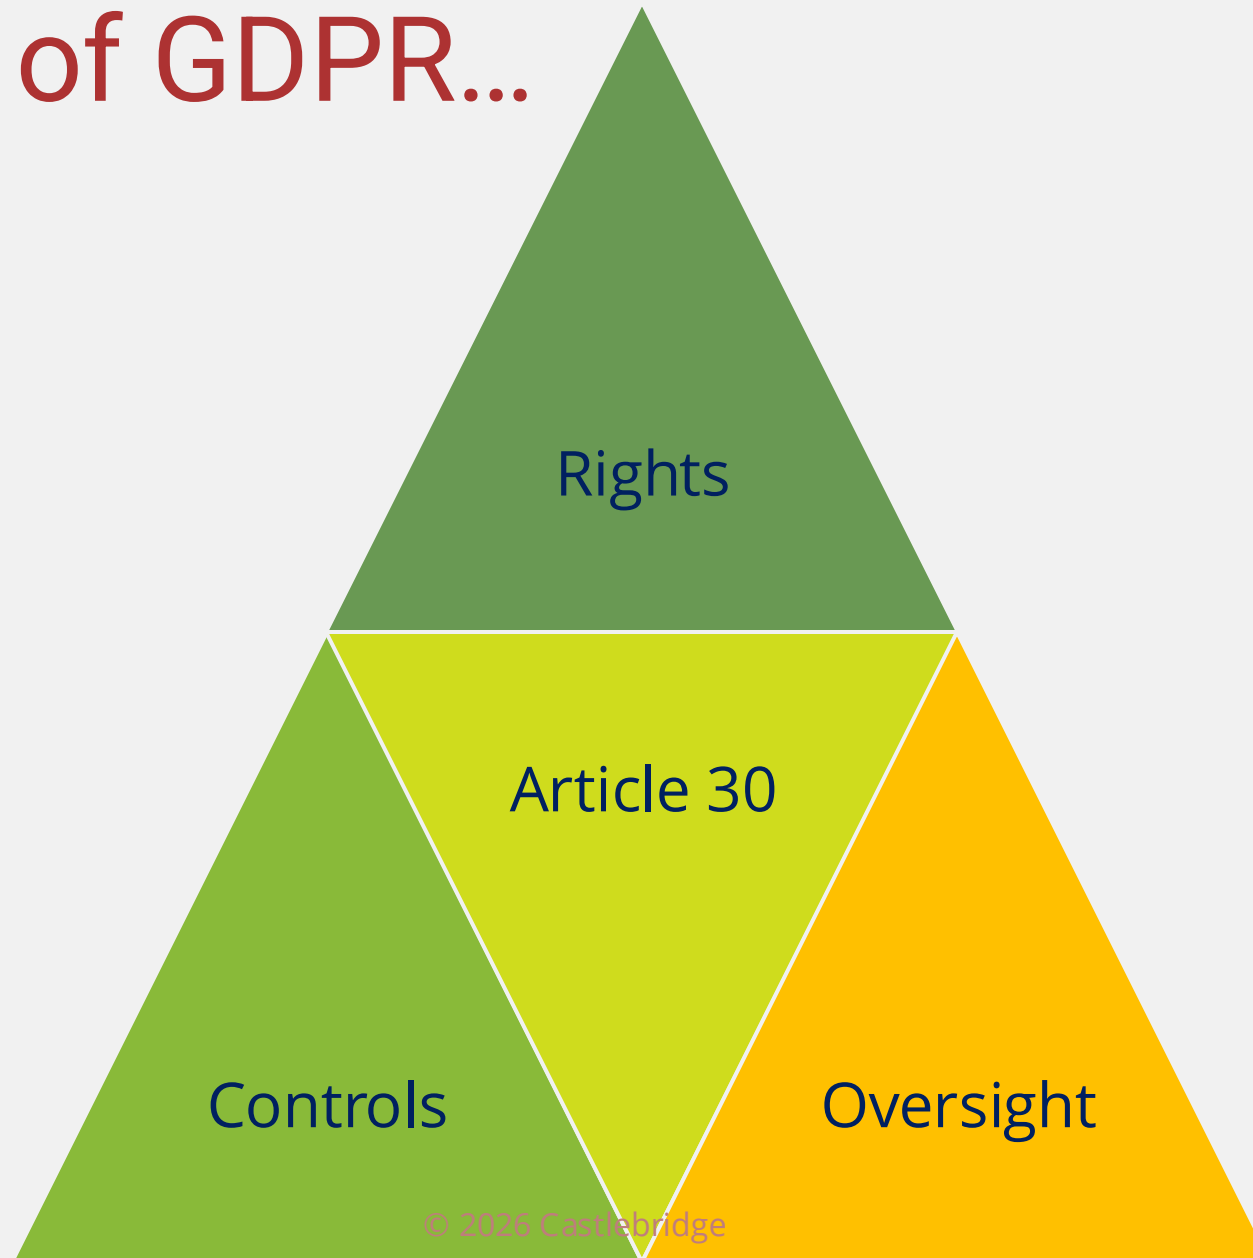 of GDPR...
Rights
Article 30
Controls
Oversight
© 2026 Castlebridge